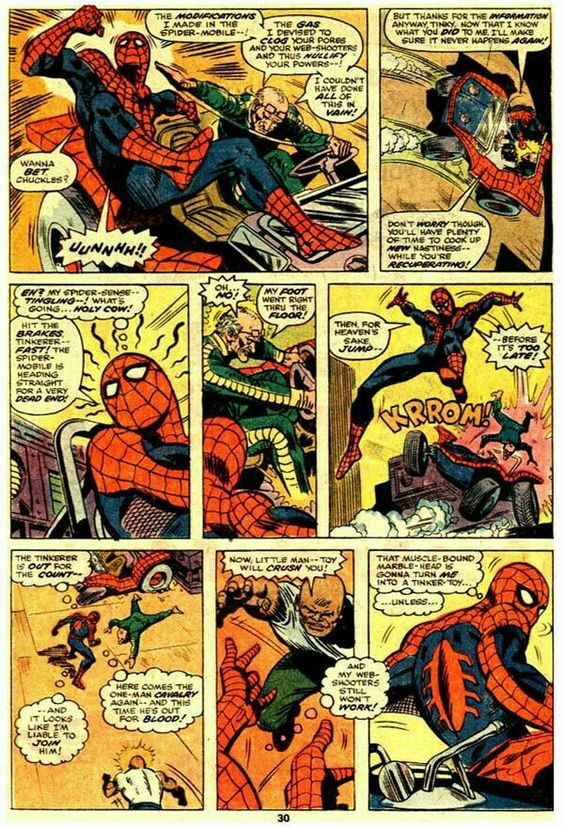 THE MODIFICATIONS
I MADE IN THE
SPIDER-MOBILE--!
THE GAS
I DEVISED TO
CLOG YOUR PORES
AND YOUR WEB-SHOOTERS
AND THUS NULLIFY
YOUR POWERS--!
I COULDN'T
HAVE DONE
ALL OF
THIS IN
VAIN!
WANNA
BET,
CHUCKLES?
UUNNHH!!
BUT THANKS FOR THE INFORMATION
ANYWAY, TINKY. NOW THAT I KNOW
WHAT YOU DID TO ME, I'LL MAKE
SURE IT NEVER HAPPENS AGAIN!
DON'T WORRY THOUGH.
YOU'LL HAVE PLENTY
OF TIME TO COOK UP
NEW NASTINESS--
WHILE YOU'RE
RECUPERATING!
EH? MY SPIDER-SENSE--
TINGLING--! WHAT'S
GOING...HOLY COW!
HIT THE
BRAKES,
TINKERER--
FAST! THE
SPIDER-
MOBILE IS
HEADING
STRAIGHT
FOR A VERY
DEAD END!
OH...
NO!
MY FOOT
WENT RIGHT
THRU THE
FLOOR!
THEN, FOR
HEAVEN'S
SAKE,
JUMP--
--BEFORE
IT'S TOO
LATE!
KRROM!
THE TINKERER
IS OUT FOR
THE COUNT--
--AND
IT LOOKS
LIKE I'M
LIABLE TO
JOIN
HIM!
HERE COMES THE
ONE-MAN CAVALRY
AGAIN--AND THIS
TIME HE'S OUT
FOR BLOOD!
NOW, LITTLE MAN--TOY
WILL CRUSH YOU!
AND
MY WEB-
SHOOTERS
STILL
WON'T
WORK!
THAT MUSCLE-BOUND
MARBLE-HEAD IS
GONNA TURN ME
INTO A TINKER-TOY...
...UNLESS...
30